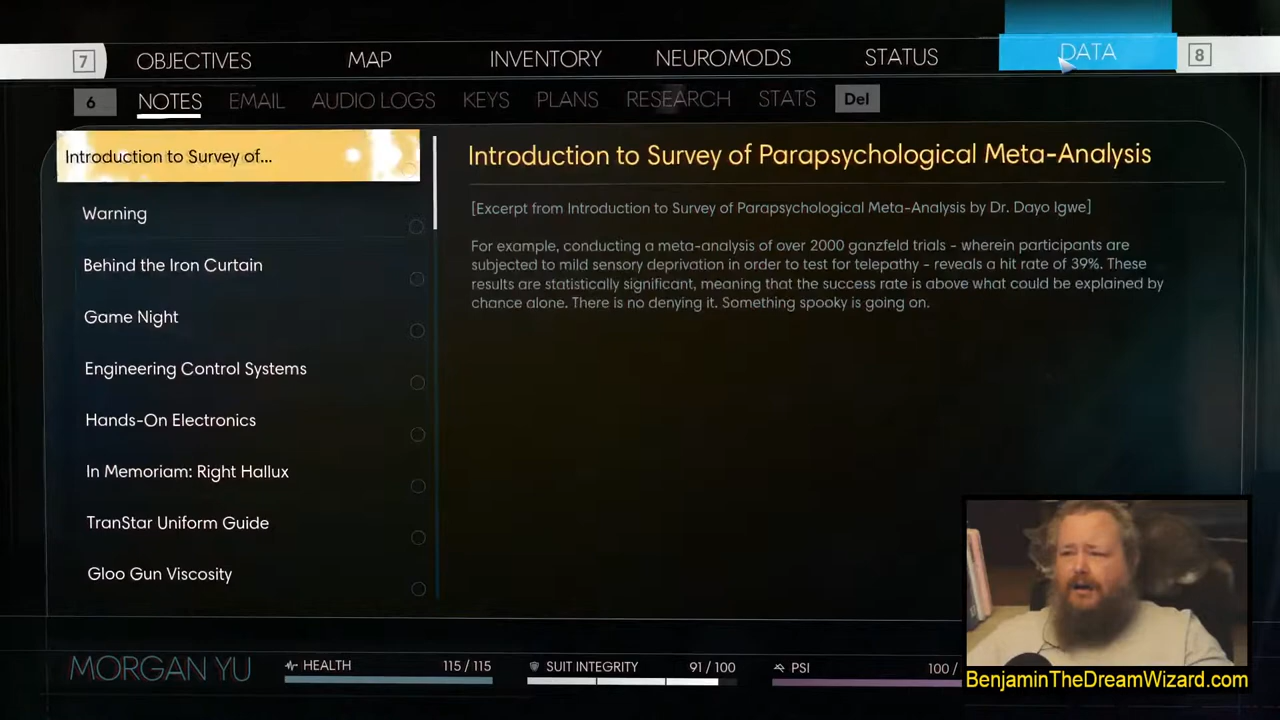 7 OBJECTIVES MAP INVENTORY NEUROMODS STATUS DATA 8
6 NOTES EMAIL AUDIO LOGS KEYS PLANS RESEARCH STATS Del
Introduction to Survey of...
Warning
Behind the Iron Curtain
Game Night
Engineering Control Systems
Hands-On Electronics
In Memoriam: Right Hallux
TranStar Uniform Guide
Gloo Gun Viscosity
Introduction to Survey of Parapsychological Meta-Analysis
[Excerpt from Introduction to Survey of Parapsychological Meta-Analysis by Dr. Dayo Igwe]
For example, conducting a meta-analysis of over 2000 ganzfeld trials - wherein participants are
subjected to mild sensory deprivation in order to test for telepathy - reveals a hit rate of 39%. These
results are statistically significant, meaning that the success rate is above what could be explained by
chance alone. There is no denying it. Something spooky is going on.
MORGAN YU HEALTH 115 / 115 SUIT INTEGRITY 91 / 100 PSI 100 /
BenjaminTheDreamWizard.com